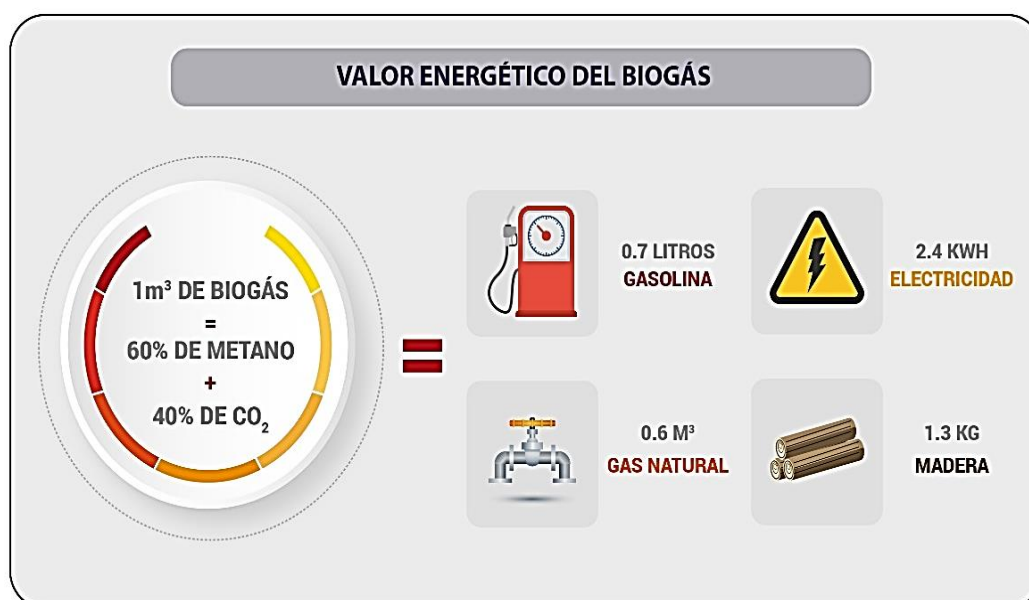 VALOR ENERGÉTICO DEL BIOGÁS
1m³ DE BIOGÁS
=
60% DE METANO
+
40% DE CO₂
=
0.7 LITROS
GASOLINA
2.4 KWH
ELECTRICIDAD
0.6 M³
GAS NATURAL
1.3 KG
MADERA